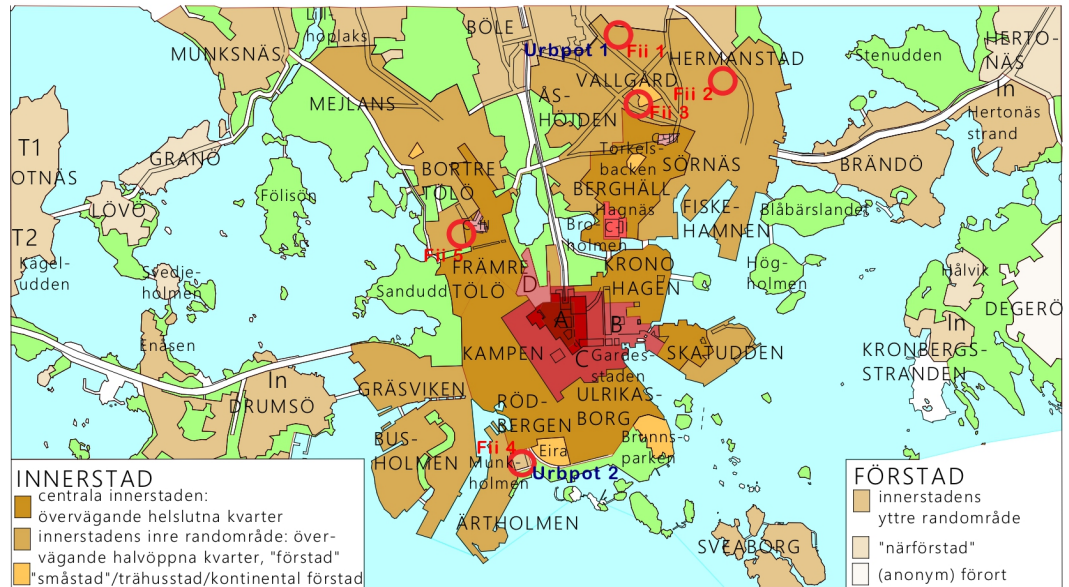 Lill-
hoplaks
BÖLE
MUNKSNÄS
Urbpot 1
Fii 1
HERMANSTAD
Stenudden
HERTO-
NÄS
VALLGÅRD
Fii 2
In
MEJLANS
ÅS-
HÖJDEN
Fii 3
Hertonäs
strand
T1
OTNÄS
GRANÖ
Torkels-
backen
SÖRNÄS
BRÄNDÖ
BORTRE
TÖLÖ
BERGHÄLL
Fölisön
LÖVÖ
Hagnäs
C-
FISKE-
HAMNEN
Blåbärslandet
Bro-
holmen
T2
Kägel-
udden
Fii 5
Svedje-
holmen
FRÄMRE
TÖLÖ
Sandudd
D
KRONO
HAGEN
Hög-
holmen
Hålvik
DEGERÖ
A
B
In
Enåsen
KAMPEN
C
Gardes-
staden
SKATUDDEN
KRONBERGS-
STRANDEN
In
DRUMSÖ
GRÄSVIKEN
RÖD-
BERGEN
ULRIKAS-
BORG
BUS-
HOLMEN
Fii 4
Eira
Brunns-
parken
Munk-
holmen
Urbpot 2
ÄRTHOLMEN
SVEABORG
INNERSTAD
centrala innerstaden:
övervägande helslutna kvarter
innerstadens inre randområde: över-
vägande halvöppna kvarter, "förstad"
"småstad"/trähusstad/kontinental förstad
FÖRSTAD
innerstadens
yttre randområde
"närförstad"
(anonym) förort